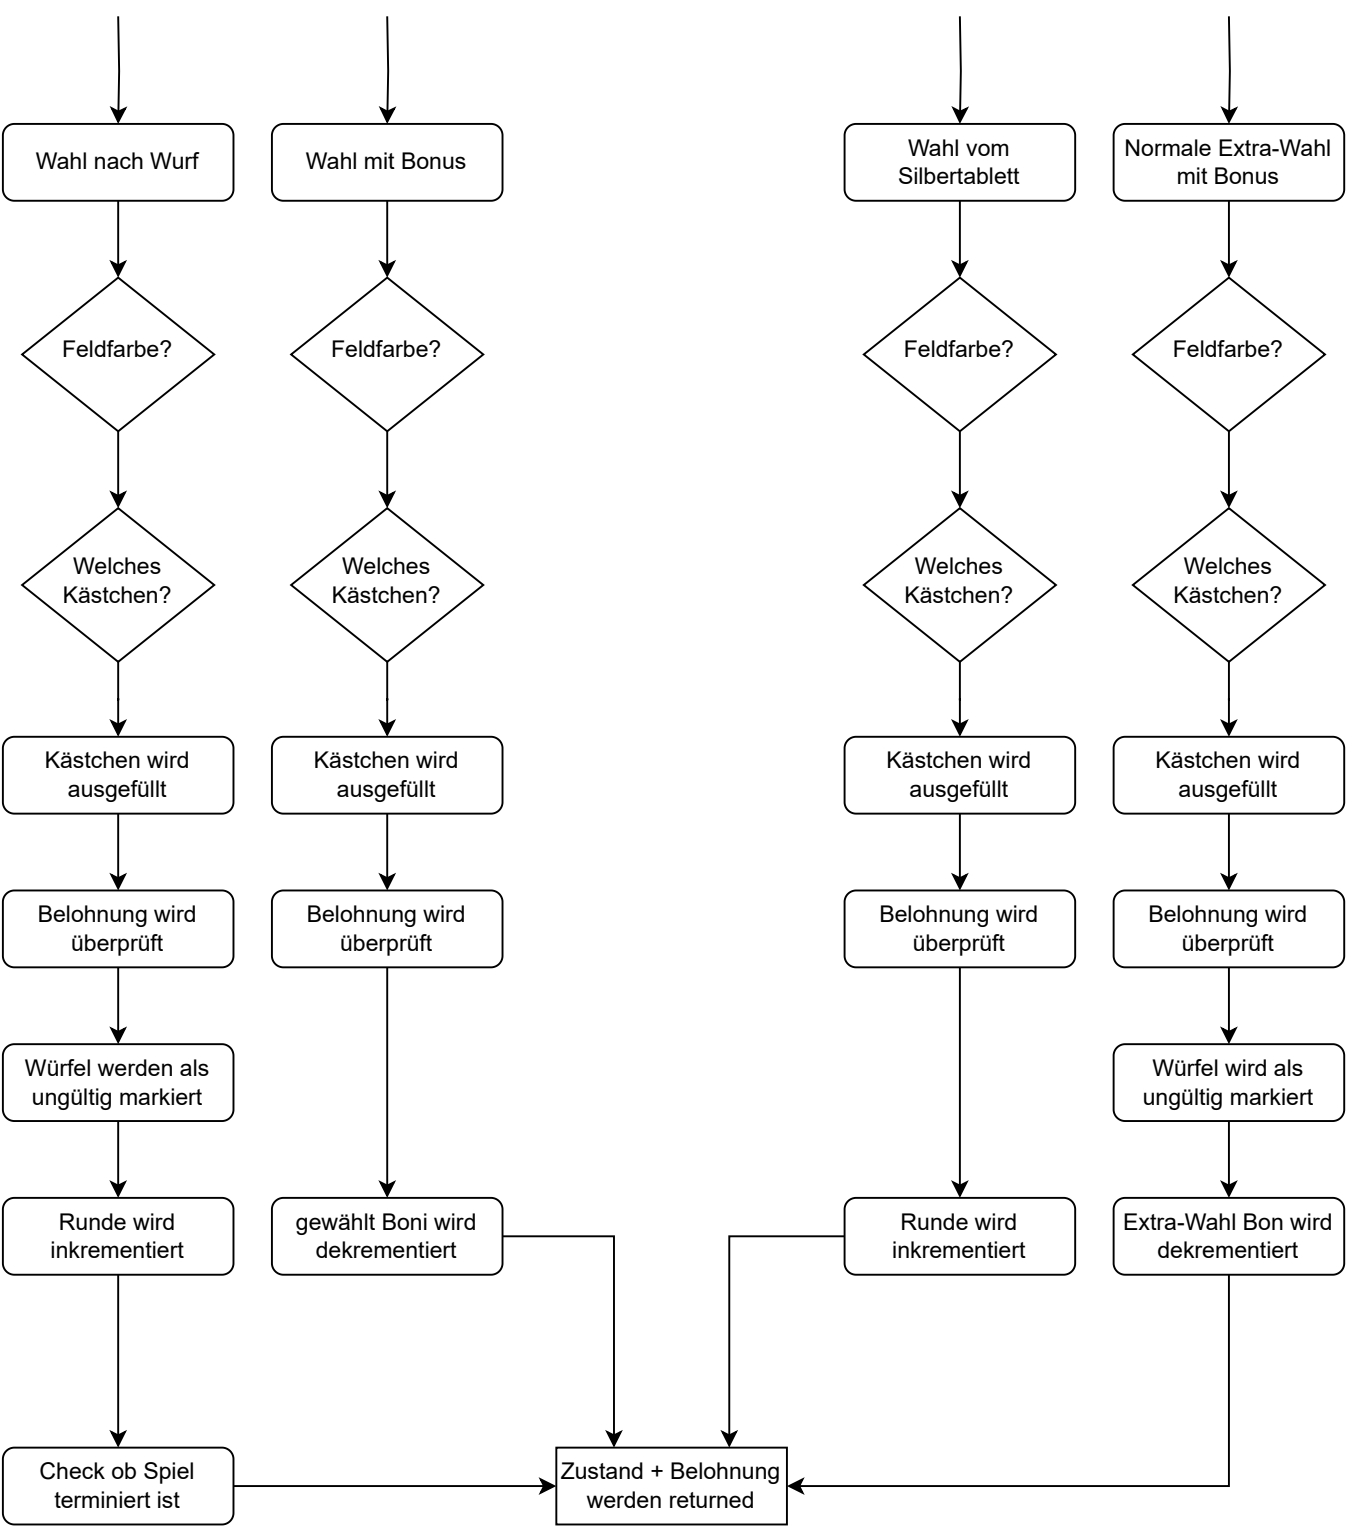 Wahl nach Wurf
Wahl mit Bonus
Wahl vom
Silbertablett
Normale Extra-Wahl
mit Bonus
Feldfarbe?
Feldfarbe?
Feldfarbe?
Feldfarbe?
Welches
Kästchen?
Welches
Kästchen?
Welches
Kästchen?
Welches
Kästchen?
Kästchen wird
ausgefüllt
Kästchen wird
ausgefüllt
Kästchen wird
ausgefüllt
Kästchen wird
ausgefüllt
Belohnung wird
überprüft
Belohnung wird
überprüft
Belohnung wird
überprüft
Belohnung wird
überprüft
Würfel werden als
ungültig markiert
Würfel wird als
ungültig markiert
Runde wird
inkrementiert
gewählt Boni wird
dekrementiert
Runde wird
inkrementiert
Extra-Wahl Bon wird
dekrementiert
Check ob Spiel
terminiert ist
Zustand + Belohnung
werden returned